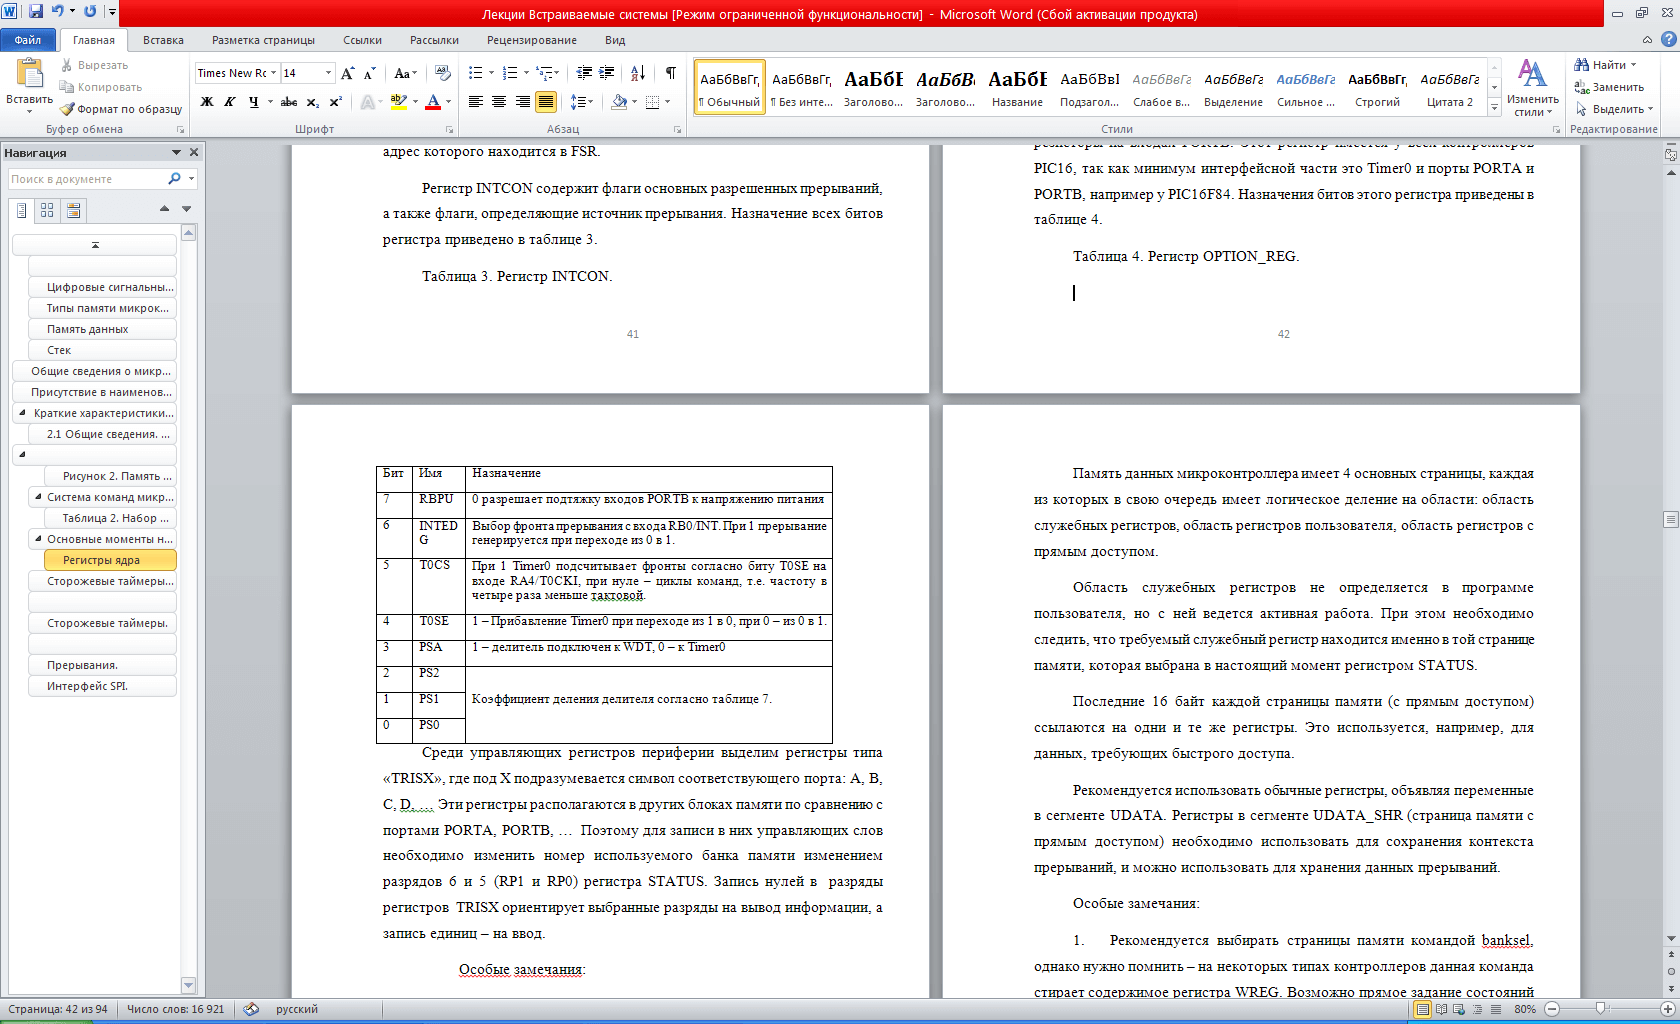 Лекции Встраиваемые системы [Режим ограниченной функциональности] - Microsoft Word (Сбой активации продукта)
Файл Главная Вставка Разметка страницы Ссылки Рассылки Рецензирование Вид
Вставить
Вырезать
Копировать
Формат по образцу
Буфер обмена
Times New Rc 14
Шрифт
Абзац
АаБбВвГг, АаБбВвГг, АаБбЕ АаБбВв АаБбЕ АаБбВвІ АаБбВвГг АаБбВвГг АаБбВвГг АаБбВвГг, АаБбВвГг
¶ Обычный ¶ Без инте... Заголово... Заголово... Название Подзагол... Слабое в... Выделение Сильное ... Строгий Цитата 2
Стили
Изменить стили
Найти
Заменить
Выделить
Редактирование
Навигация
Поиск в документе
Цифровые сигнальны...
Типы памяти микрок...
Память данных
Стек
Общие сведения о микр...
Присутствие в наименов...
Краткие характеристики...
2.1 Общие сведения. ...
Рисунок 2. Память ...
Система команд микр...
Таблица 2. Набор ...
Основные моменты н...
Регистры ядра
Сторожевые таймеры...
Сторожевые таймеры.
Прерывания.
Интерфейс SPI.
адрес которого находится в FSR.
Регистр INTCON содержит флаги основных разрешенных прерываний,
а также флаги, определяющие источник прерывания. Назначение всех битов
регистра приведено в таблице 3.
Таблица 3. Регистр INTCON.
41
резисторы на входах PORTB. Этот регистр имеется у всех контроллеров
PIC16, так как минимум интерфейсной части это Timer0 и порты PORTA и
PORTB, например у PIC16F84. Назначения битов этого регистра приведены в
таблице 4.
Таблица 4. Регистр OPTION_REG.
42
Бит Имя Назначение
7 RBPU 0 разрешает подтяжку входов PORTB к напряжению питания
6 INTED
G
Выбор фронта прерывания с входа RB0/INT. При 1 прерывание
генерируется при переходе из 0 в 1.
5 T0CS При 1 Timer0 подсчитывает фронты согласно биту T0SE на
входе RA4/T0CKI, при нуле – циклы команд, т.е. частоту в
четыре раза меньше тактовой.
4 T0SE 1 – Прибавление Timer0 при переходе из 1 в 0, при 0 – из 0 в 1.
3 PSA 1 – делитель подключен к WDT, 0 – к Timer0
2 PS2
1 PS1 Коэффициент деления делителя согласно таблице 7.
0 PS0
Среди управляющих регистров периферии выделим регистры типа
«TRISX», где под X подразумевается символ соответствующего порта: A, B,
C, D, … Эти регистры располагаются в других блоках памяти по сравнению с
портами PORTA, PORTB, … Поэтому для записи в них управляющих слов
необходимо изменить номер используемого банка памяти изменением
разрядов 6 и 5 (RP1 и RP0) регистра STATUS. Запись нулей в разряды
регистров TRISX ориентирует выбранные разряды на вывод информации, а
запись единиц – на ввод.
Особые замечания:
Память данных микроконтроллера имеет 4 основных страницы, каждая
из которых в свою очередь имеет логическое деление на области: область
служебных регистров, область регистров пользователя, область регистров с
прямым доступом.
Область служебных регистров не определяется в программе
пользователя, но с ней ведется активная работа. При этом необходимо
следить, что требуемый служебный регистр находится именно в той странице
памяти, которая выбрана в настоящий момент регистром STATUS.
Последние 16 байт каждой страницы памяти (с прямым доступом)
ссылаются на одни и те же регистры. Это используется, например, для
данных, требующих быстрого доступа.
Рекомендуется использовать обычные регистры, объявляя переменные
в сегменте UDATA. Регистры в сегменте UDATA_SHR (страница памяти с
прямым доступом) необходимо использовать для сохранения контекста
прерываний, и можно использовать для хранения данных прерываний.
Особые замечания:
1. Рекомендуется выбирать страницы памяти командой banksel,
однако нужно помнить – на некоторых типах контроллеров данная команда
стирает содержимое регистра WREG. Возможно прямое задание состояний
Страница: 42 из 94 Число слов: 16 921 русский 80%